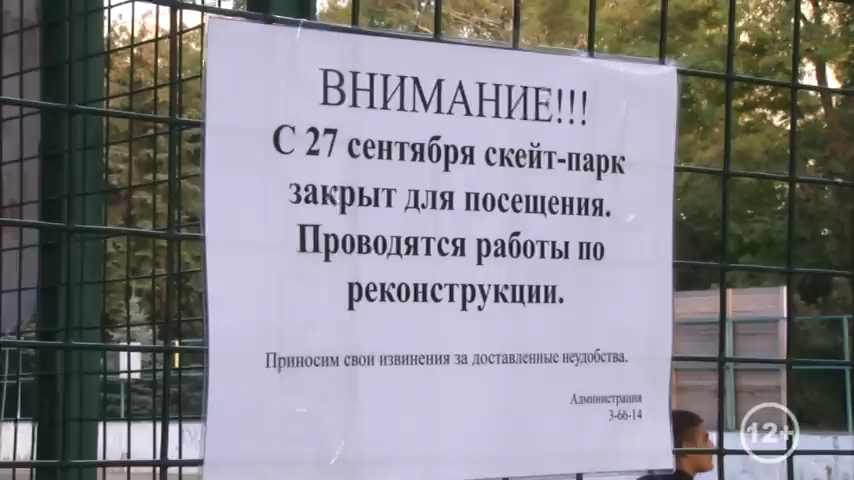 ВНИМАНИЕ!!!
С 27 сентября скейт-парк
закрыт для посещения.
Проводятся работы по
реконструкции.
Приносим свои извинения за доставленные неудобства.
Администрация
3-66-14
12+